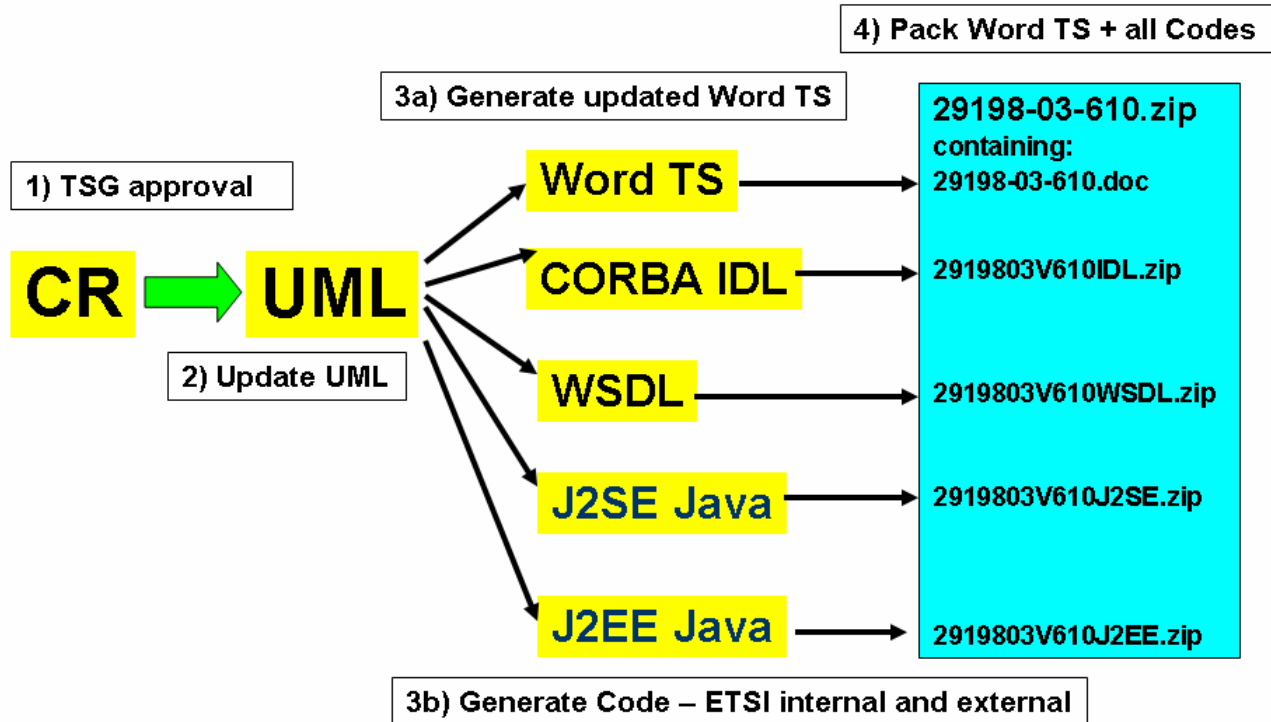 4) Pack Word TS + all Codes
3a) Generate updated Word TS
29198-03-610.zip
containing:
29198-03-610.doc
1) TSG approval
Word TS
CR
UML
CORBA IDL
2919803V610IDL.zip
2) Update UML
WSDL
2919803V610WSDL.zip
J2SE Java
2919803V610J2SE.zip
J2EE Java
2919803V610J2EE.zip
3b) Generate Code – ETSI internal and external